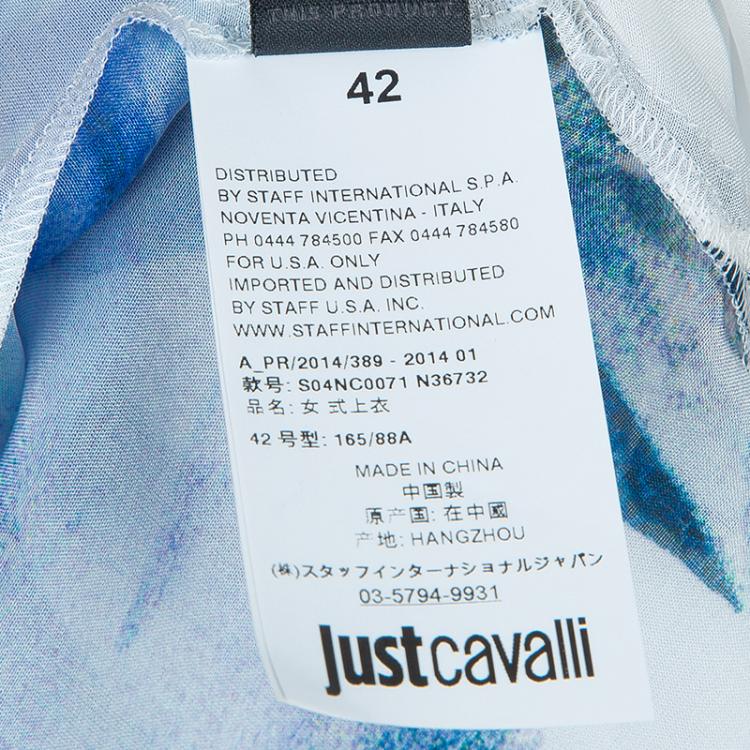 THIS PRODUCT
42
DISTRIBUTED
BY STAFF INTERNATIONAL S.P.A.
NOVENTA VICENTINA - ITALY
PH 0444 784500 FAX 0444 784580
FOR U.S.A. ONLY
IMPORTED AND DISTRIBUTED
BY STAFF U.S.A. INC.
WWW.STAFFINTERNATIONAL.COM
A_PR/2014/389 - 2014 01
款号: S04NC0071 N36732
品名: 女 式上衣
42 号型: 165/88A
MADE IN CHINA
中国製
原产国: 在中國
产地: HANGZHOU
(株)スタッフインターナショナルジャパン
03-5794-9931
Justcavalli